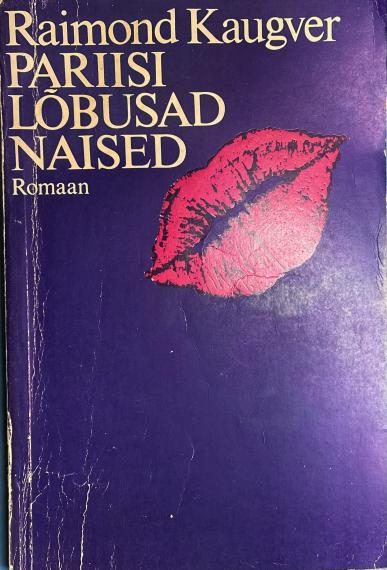 Raimond Kaugver
PARIISI
LÕBUSAD
NAISED
Romaan